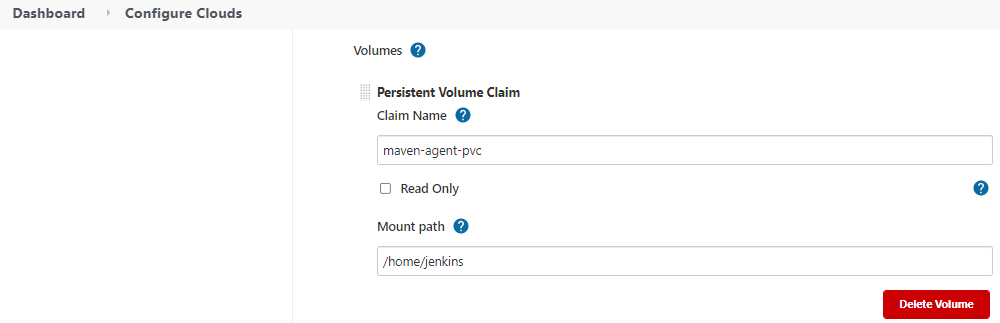 Dashboard Configure Clouds
Volumes ?
Persistent Volume Claim
Claim Name ?
maven-agent-pvc
Read Only ?
Mount path ?
/home/jenkins
Delete Volume